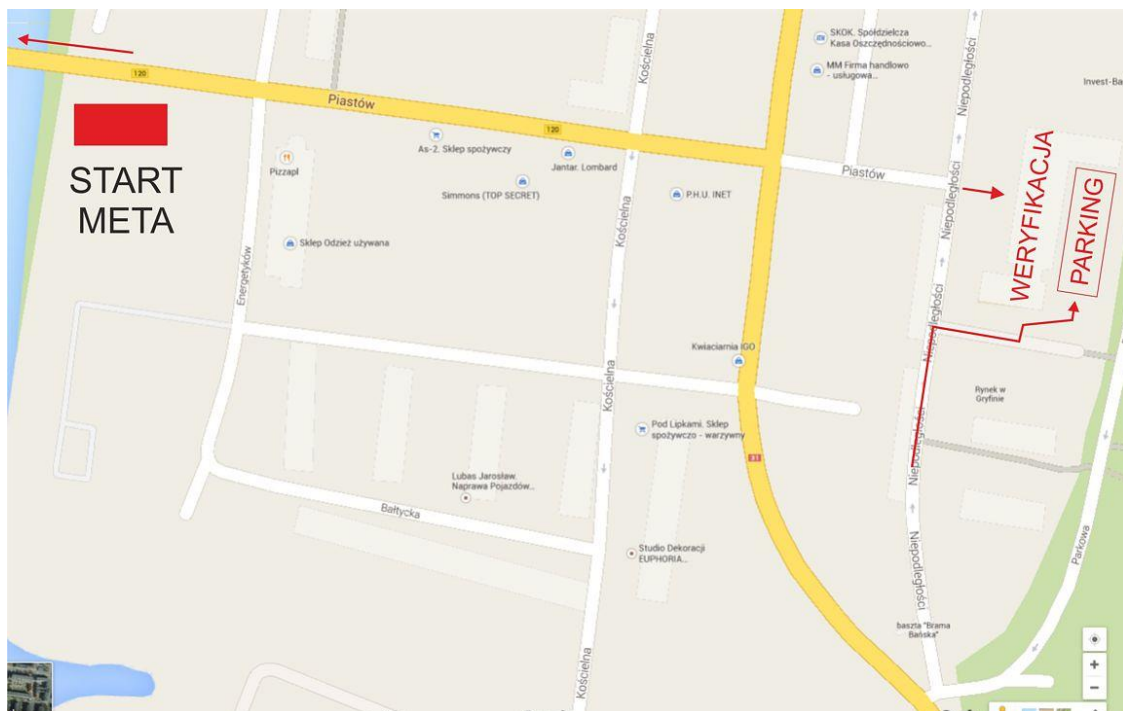 START
META
WERYFIKACJA
PARKING
120
Piastów
120
Piastów
Kościelna
Kościelna
Kościelna
Kościelna
Niepodległości
Niepodległości
Niepodległości
Niepodległości
Niepodległości
Niepodległości
Energetyków
Bałtycka
Parkowa
31
SKOK. Spółdzielcza
Kasa Oszczędnościowo...
MM Firma handlowo
- usługowa...
Invest-Ba
As-2. Sklep spożywczy
Jantar. Lombard
Pizzapl
Simmons (TOP SECRET)
P.H.U. INET
Sklep Odzież używana
Kwiaciarnia IGO
Rynek w
Gryfinie
Pod Lipkami. Sklep
spożywczo - warzywny
Lubas Jarosław.
Naprawa Pojazdów...
Studio Dekoracji
EUPHORIA...
baszta "Brama
Bańska"